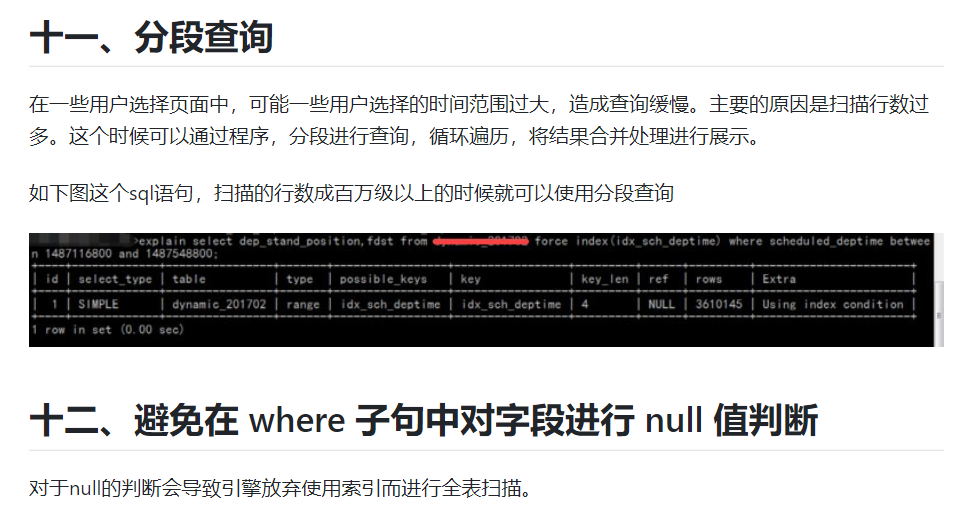 十一、分段查询
在一些用户选择页面中，可能一些用户选择的时间范围过大，造成查询缓慢。主要的原因是扫描行数过
多。这个时候可以通过程序，分段进行查询，循环遍历，将结果合并处理进行展示。
如下图这个sql语句，扫描的行数成百万级以上的时候就可以使用分段查询
>explain select dep_stand_position,fdst from force index(idx_sch_deptime) where scheduled_deptime betwee
n 1487116800 and 1487548800;
| id | select_type | table | type | possible_keys | key | key_len | ref | rows | Extra |
| 1 | SIMPLE | dynamic_201702 | range | idx_sch_deptime | idx_sch_deptime | 4 | NULL | 3610145 | Using index condition |
1 row in set (0.00 sec)
十二、避免在 where 子句中对字段进行 null 值判断
对于null的判断会导致引擎放弃使用索引而进行全表扫描。